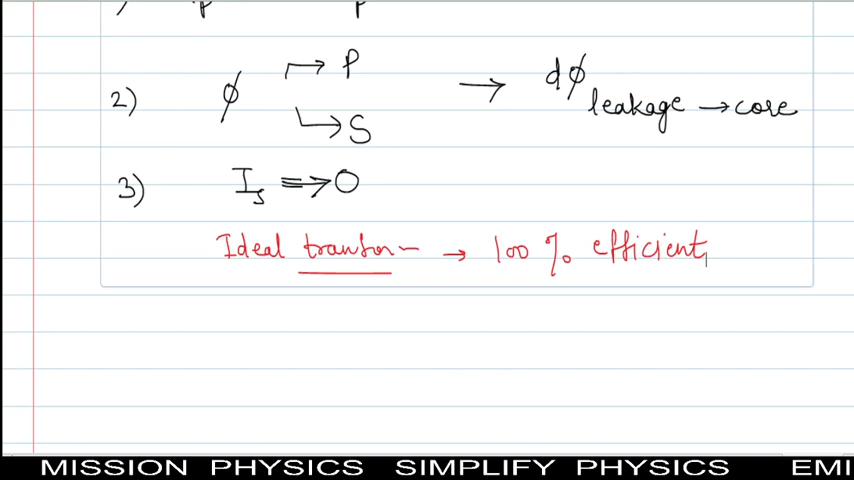 φ → P
→ dφ leakage → core
2)
→ S
3) Is ⇒ 0
Ideal transfor~ → 100 % efficient,
MISSION PHYSICS SIMPLIFY PHYSICS EMI